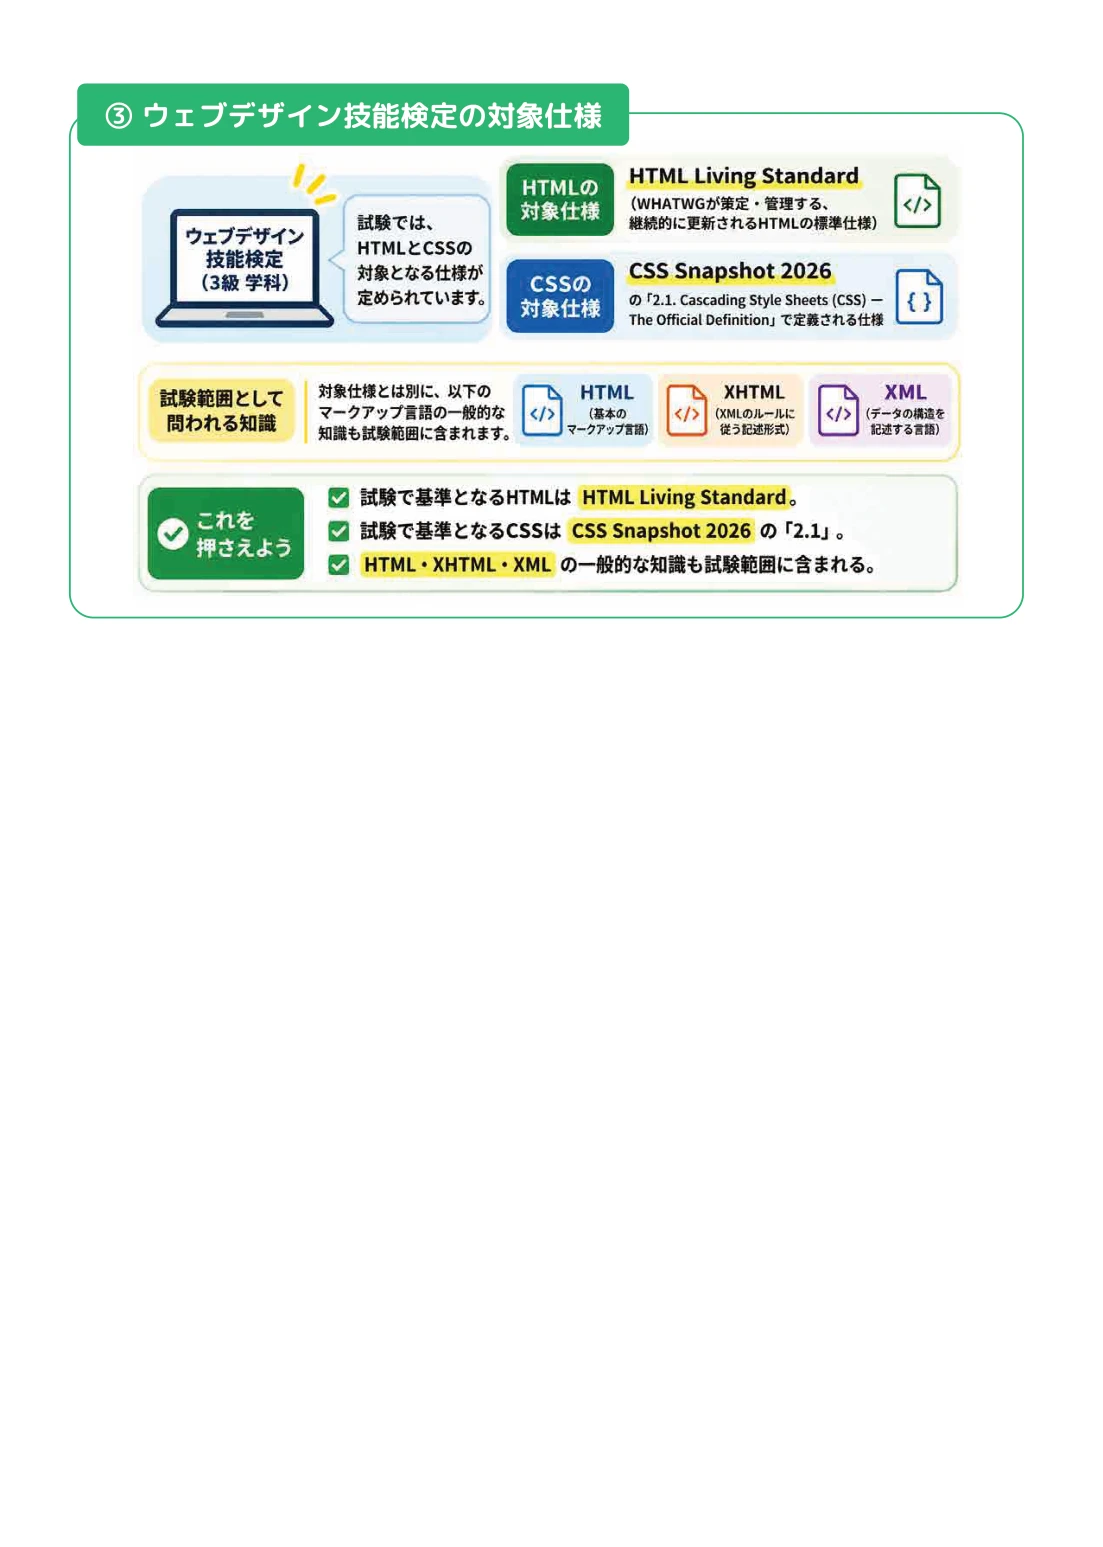 ③ ウェブデザイン技能検定の対象仕様
ウェブデザイン
技能検定
（3級 学科）
試験では、
HTMLとCSSの
対象となる仕様が
定められています。
HTMLの
対象仕様
HTML Living Standard
（WHATWGが策定・管理する、
継続的に更新されるHTMLの標準仕様）
</>
CSSの
対象仕様
CSS Snapshot 2026
の「2.1. Cascading Style Sheets (CSS) —
The Official Definition」で定義される仕様
{ }
試験範囲として
問われる知識
対象仕様とは別に、以下の
マークアップ言語の一般的な
知識も試験範囲に含まれます。
</>
HTML
（基本の
マークアップ言語）
</>
XHTML
（XMLのルールに
従う記述形式）
</>
XML
（データの構造を
記述する言語）
これを
押さえよう
試験で基準となるHTMLは HTML Living Standard。
試験で基準となるCSSは CSS Snapshot 2026 の「2.1」。
HTML・XHTML・XML の一般的な知識も試験範囲に含まれる。